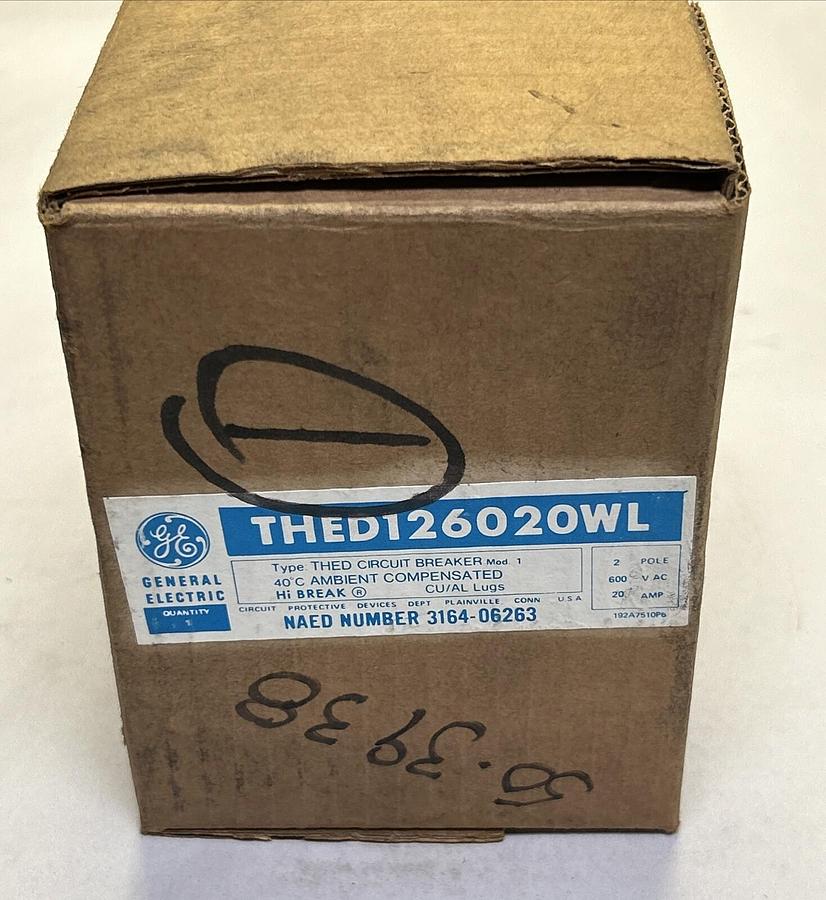 THED126020WL
GE
GENERAL
ELECTRIC
QUANTITY
1
Type: THED CIRCUIT BREAKER Mod. 1
40°C AMBIENT COMPENSATED
Hi BREAK ® CU/AL Lugs
2 POLE
600 V AC
20 AMP
CIRCUIT PROTECTIVE DEVICES DEPT PLAINVILLE CONN U.S.A
NAED NUMBER 3164-06263
192A7510P6